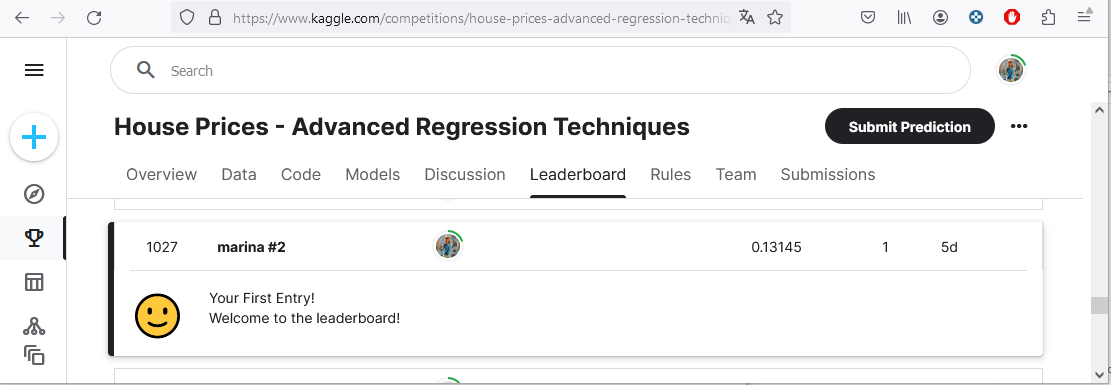 https://www.kaggle.com/competitions/house-prices-advanced-regression-techniq
Search
House Prices - Advanced Regression Techniques
Submit Prediction
Overview Data Code Models Discussion Leaderboard Rules Team Submissions
1027 marina #2 0.13145 1 5d
Your First Entry!
Welcome to the leaderboard!